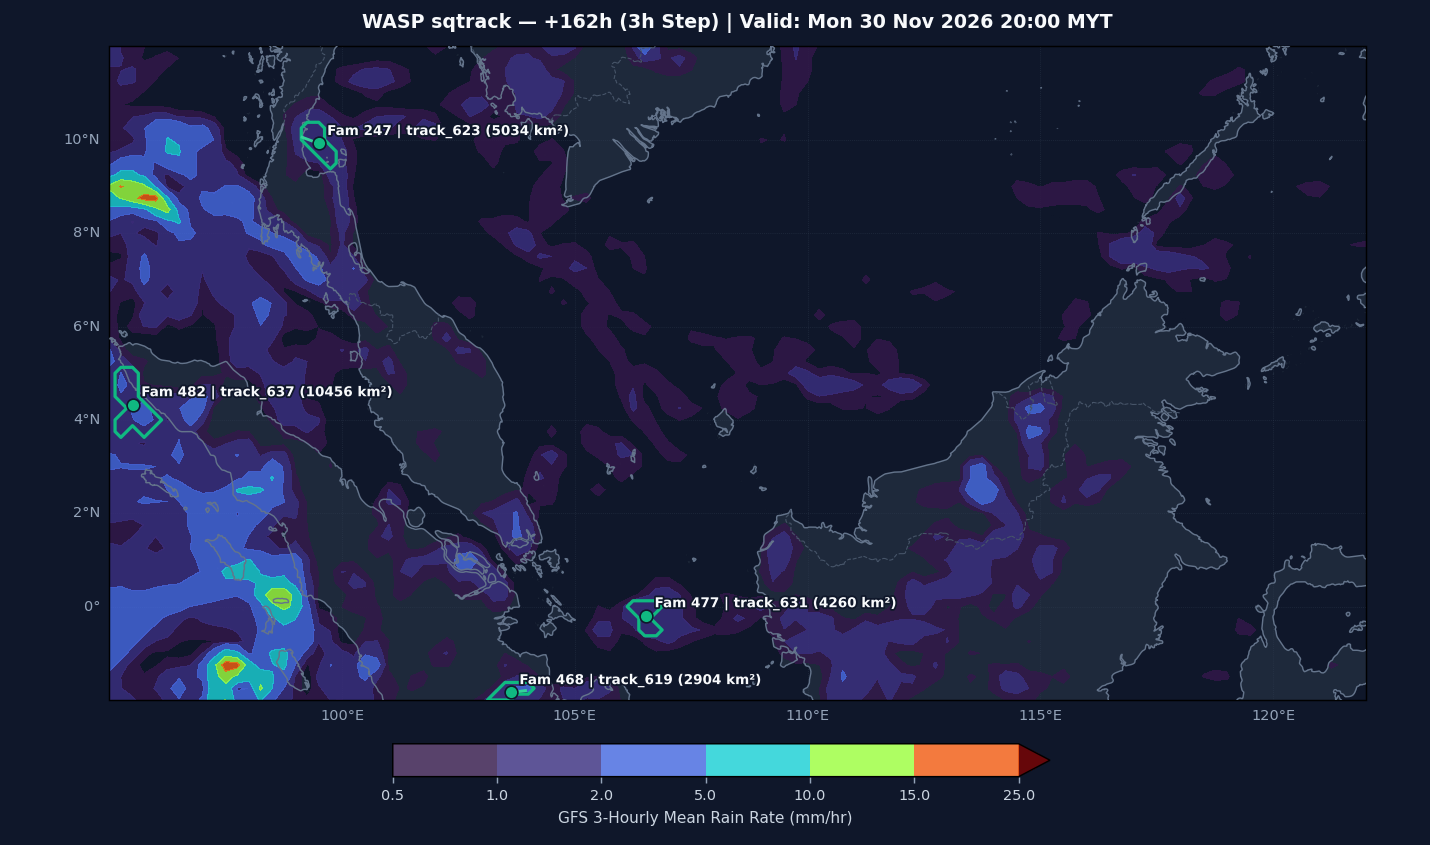 WASP sqtrack — +162h (3h Step) | Valid: Mon 30 Nov 2026 20:00 MYT
10°N
Fam 247 | track_623 (5034 km²)
8°N
6°N
Fam 482 | track_637 (10456 km²)
4°N
2°N
0°
Fam 477 | track_631 (4260 km²)
Fam 468 | track_619 (2904 km²)
100°E 105°E 110°E 115°E 120°E
0.5 1.0 2.0 5.0 10.0 15.0 25.0
GFS 3-Hourly Mean Rain Rate (mm/hr)